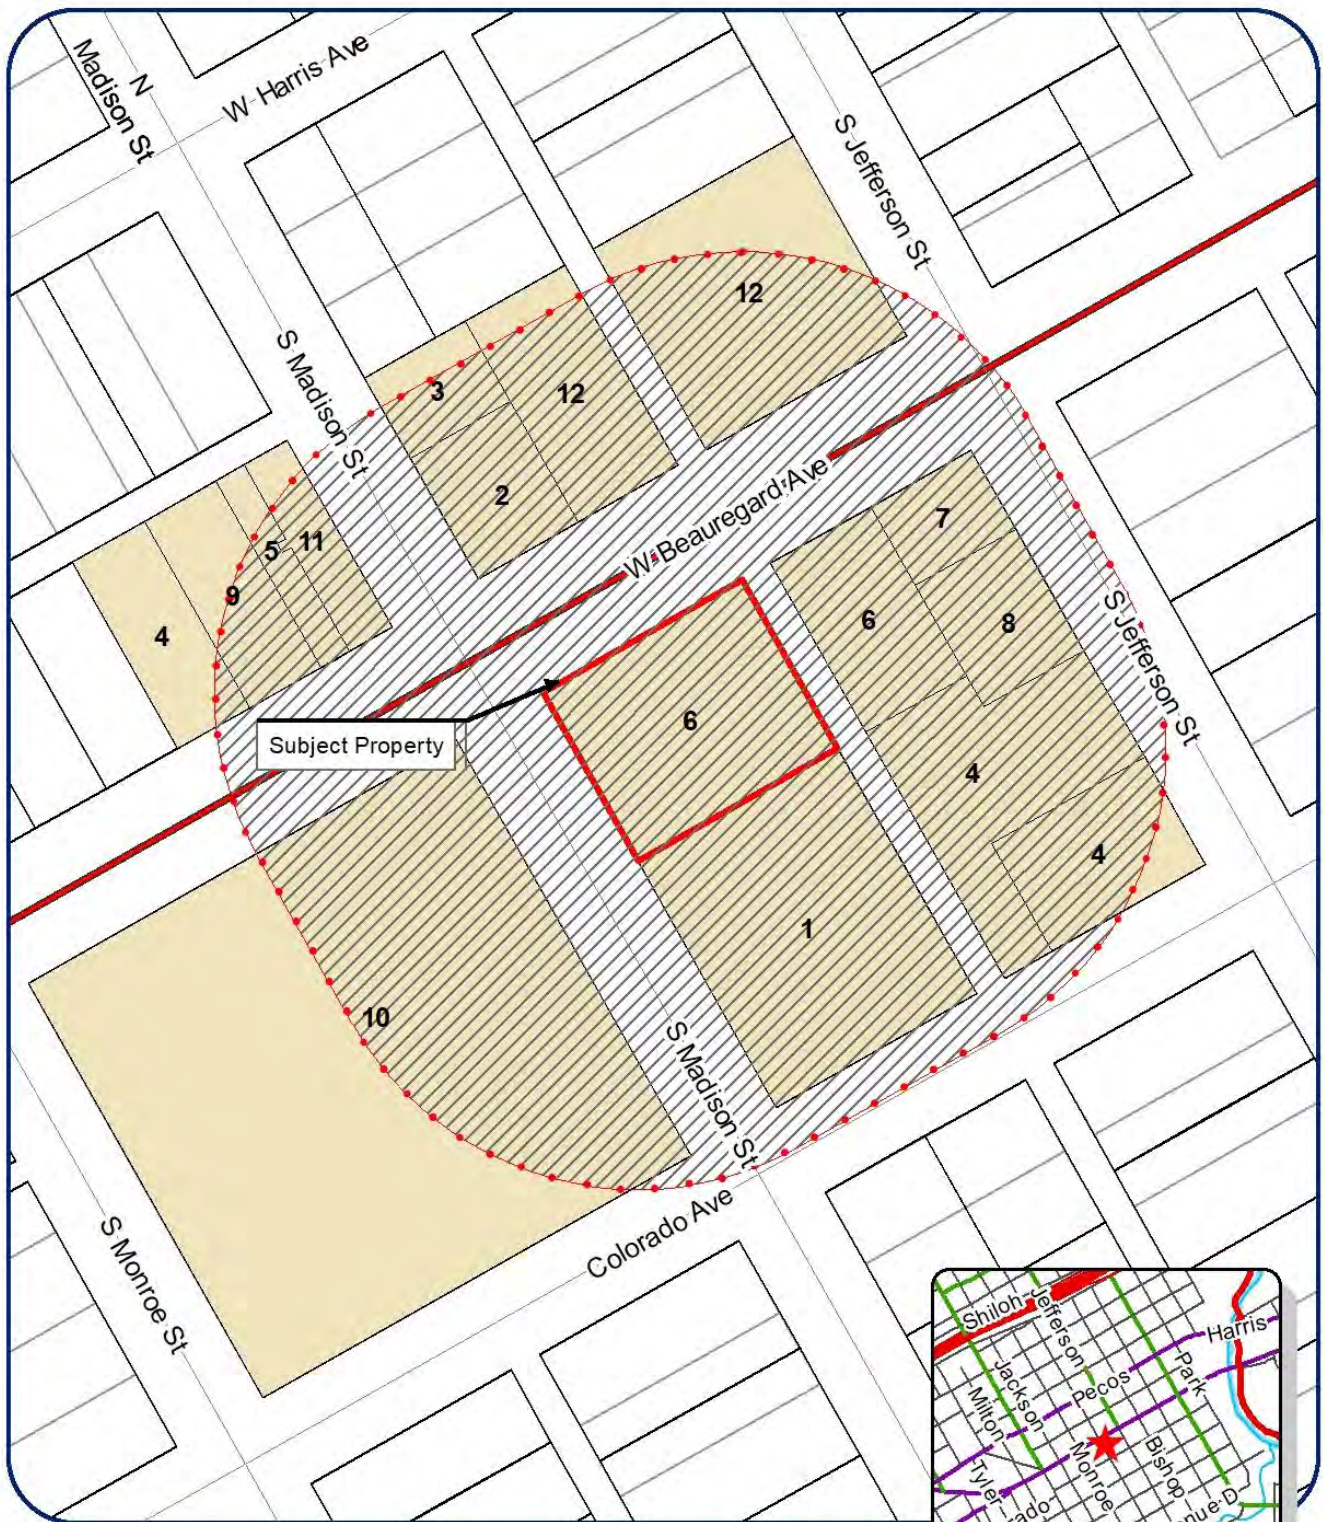 N
Madison St
W Harris Ave
S Jefferson St
12
S Madison St
3
12
2
W Beauregard Ave
5
11
9
4
7
6
8
S Jefferson St
Subject Property
6
4
4
1
10
S Madison St
Colorado Ave
S Monroe St
Shiloh
Jefferson
Harris
Jackson
Pecos
Park
Milton
Tyler
Monroe
Bishop
ado
nue D